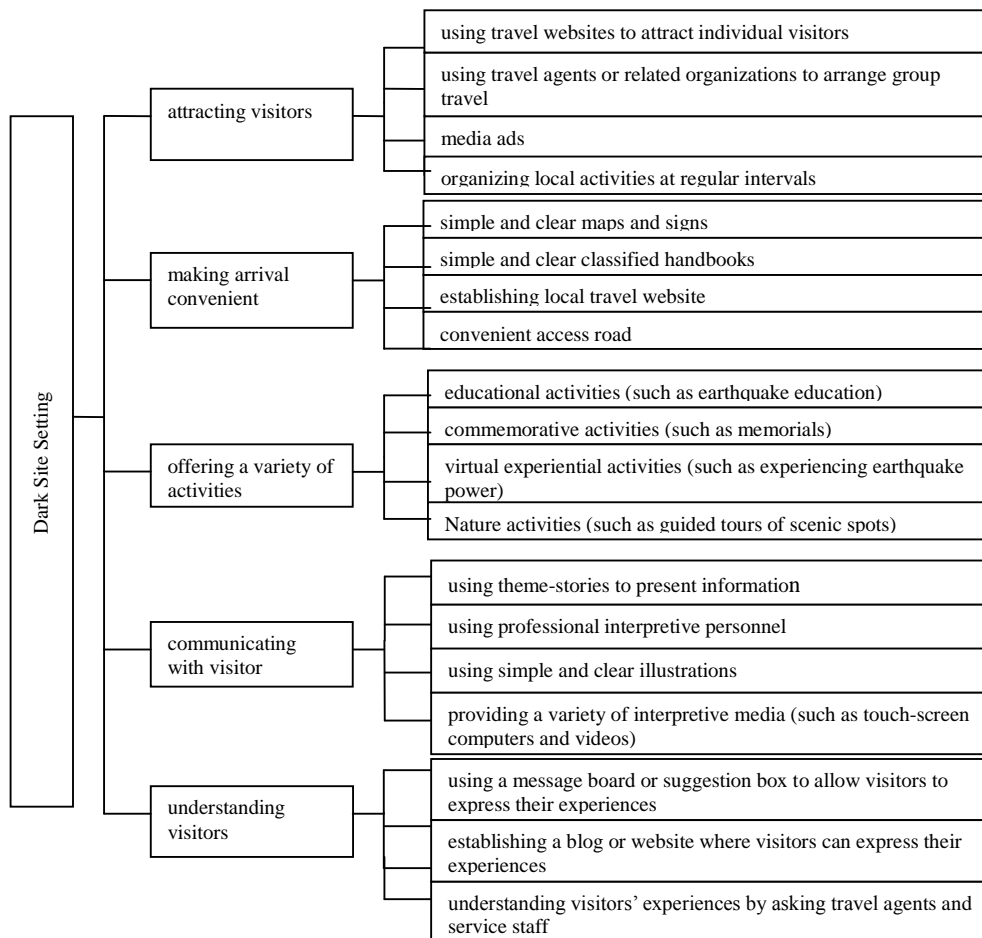 Dark Site Setting
attracting visitors
using travel websites to attract individual visitors
using travel agents or related organizations to arrange group
travel
media ads
organizing local activities at regular intervals
making arrival
convenient
simple and clear maps and signs
simple and clear classified handbooks
establishing local travel website
convenient access road
offering a variety of
activities
educational activities (such as earthquake education)
commemorative activities (such as memorials)
virtual experiential activities (such as experiencing earthquake
power)
Nature activities (such as guided tours of scenic spots)
communicating
with visitor
using theme-stories to present information
using professional interpretive personnel
using simple and clear illustrations
providing a variety of interpretive media (such as touch-screen
computers and videos)
understanding
visitors
using a message board or suggestion box to allow visitors to
express their experiences
establishing a blog or website where visitors can express their
experiences
understanding visitors’ experiences by asking travel agents and
service staff